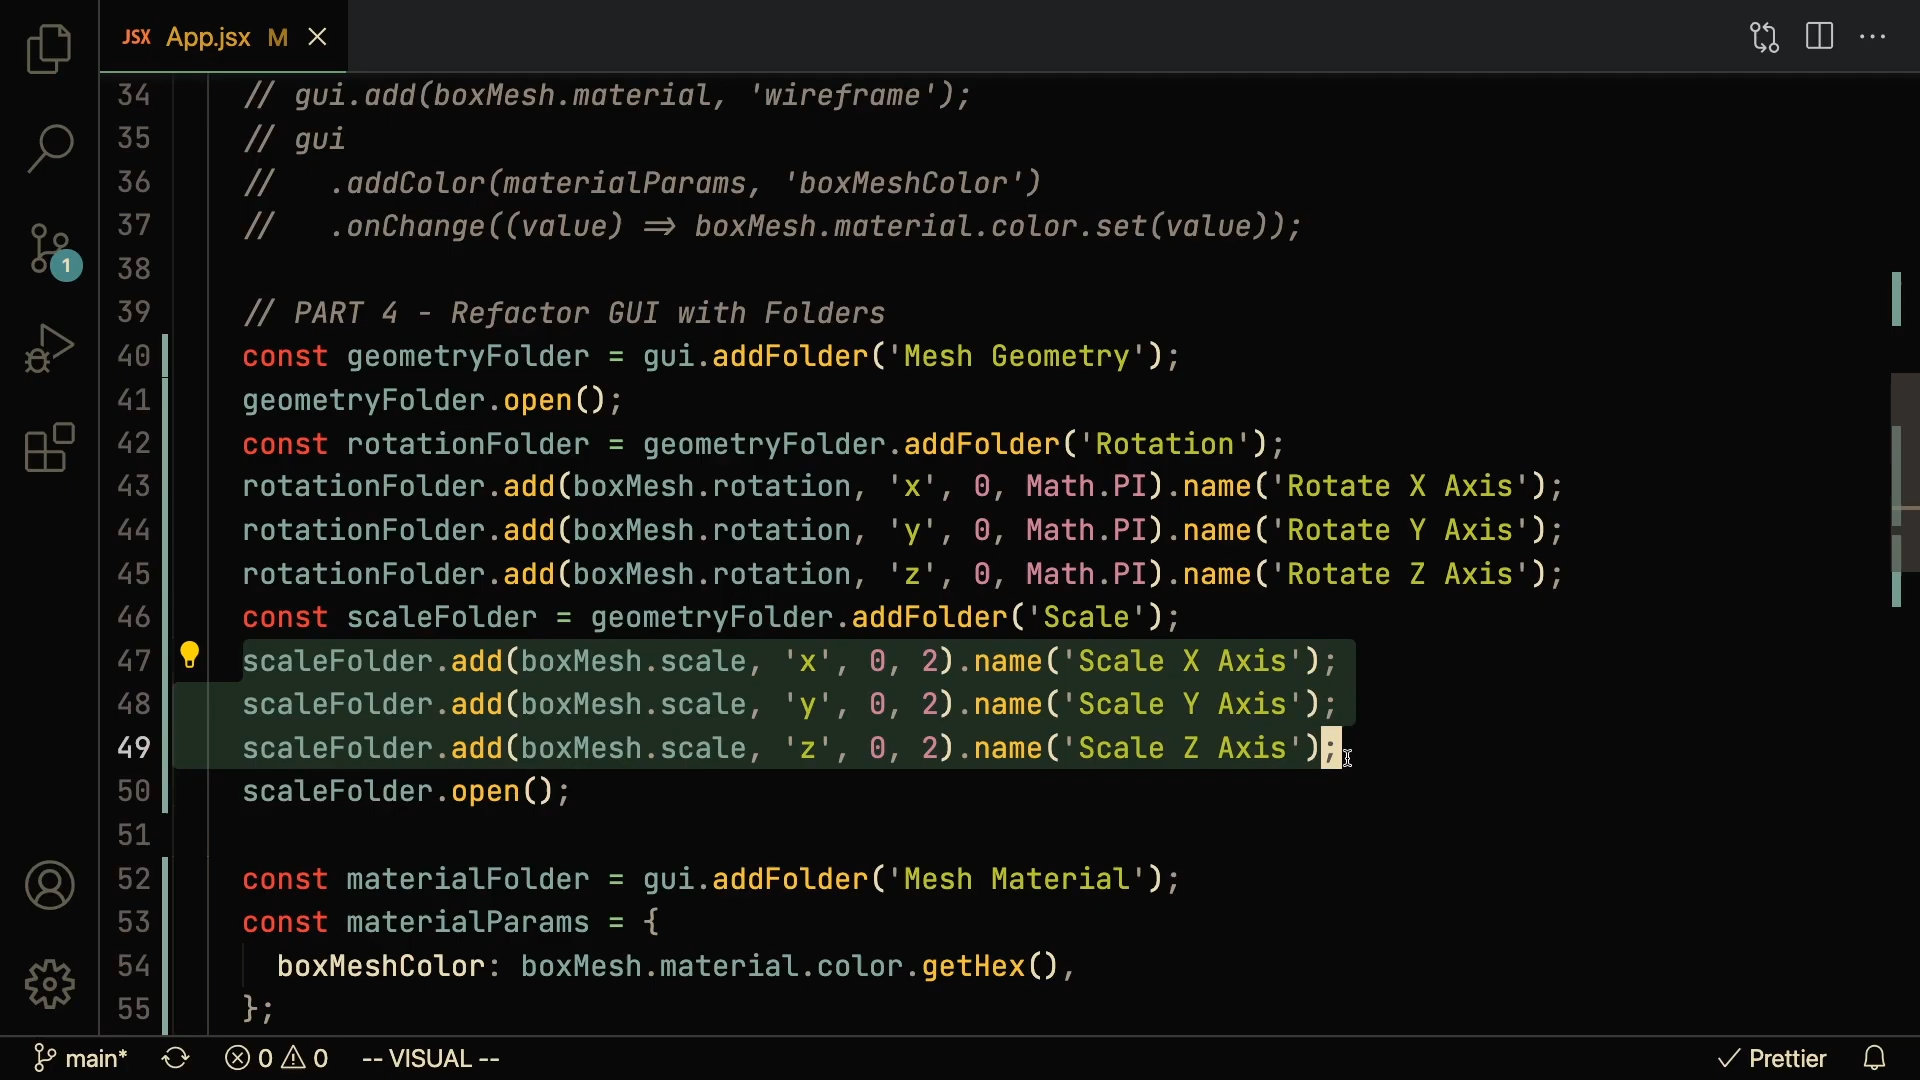 JSX App.jsx M
34 // gui.add(boxMesh.material, 'wireframe');
35 // gui
36 //   .addColor(materialParams, 'boxMeshColor')
37 //   .onChange((value) => boxMesh.material.color.set(value));
38
39 // PART 4 - Refactor GUI with Folders
40 const geometryFolder = gui.addFolder('Mesh Geometry');
41 geometryFolder.open();
42 const rotationFolder = geometryFolder.addFolder('Rotation');
43 rotationFolder.add(boxMesh.rotation, 'x', 0, Math.PI).name('Rotate X Axis');
44 rotationFolder.add(boxMesh.rotation, 'y', 0, Math.PI).name('Rotate Y Axis');
45 rotationFolder.add(boxMesh.rotation, 'z', 0, Math.PI).name('Rotate Z Axis');
46 const scaleFolder = geometryFolder.addFolder('Scale');
47 scaleFolder.add(boxMesh.scale, 'x', 0, 2).name('Scale X Axis');
48 scaleFolder.add(boxMesh.scale, 'y', 0, 2).name('Scale Y Axis');
49 scaleFolder.add(boxMesh.scale, 'z', 0, 2).name('Scale Z Axis');
50 scaleFolder.open();
51
52 const materialFolder = gui.addFolder('Mesh Material');
53 const materialParams = {
54   boxMeshColor: boxMesh.material.color.getHex(),
55 };
1
main* 0 0 -- VISUAL -- Prettier